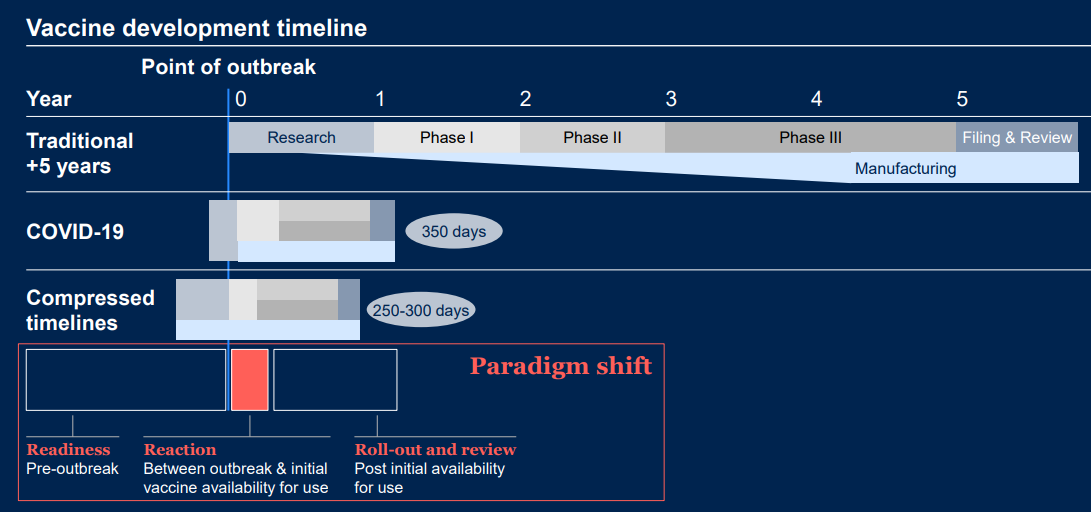 Vaccine development timeline
Point of outbreak
Year 0 1 2 3 4 5
Traditional
+5 years
Research Phase I Phase II Phase III Filing & Review
Manufacturing
COVID-19
350 days
Compressed
timelines
250-300 days
Paradigm shift
Readiness
Pre-outbreak
Reaction
Between outbreak & initial
vaccine availability for use
Roll-out and review
Post initial availability
for use